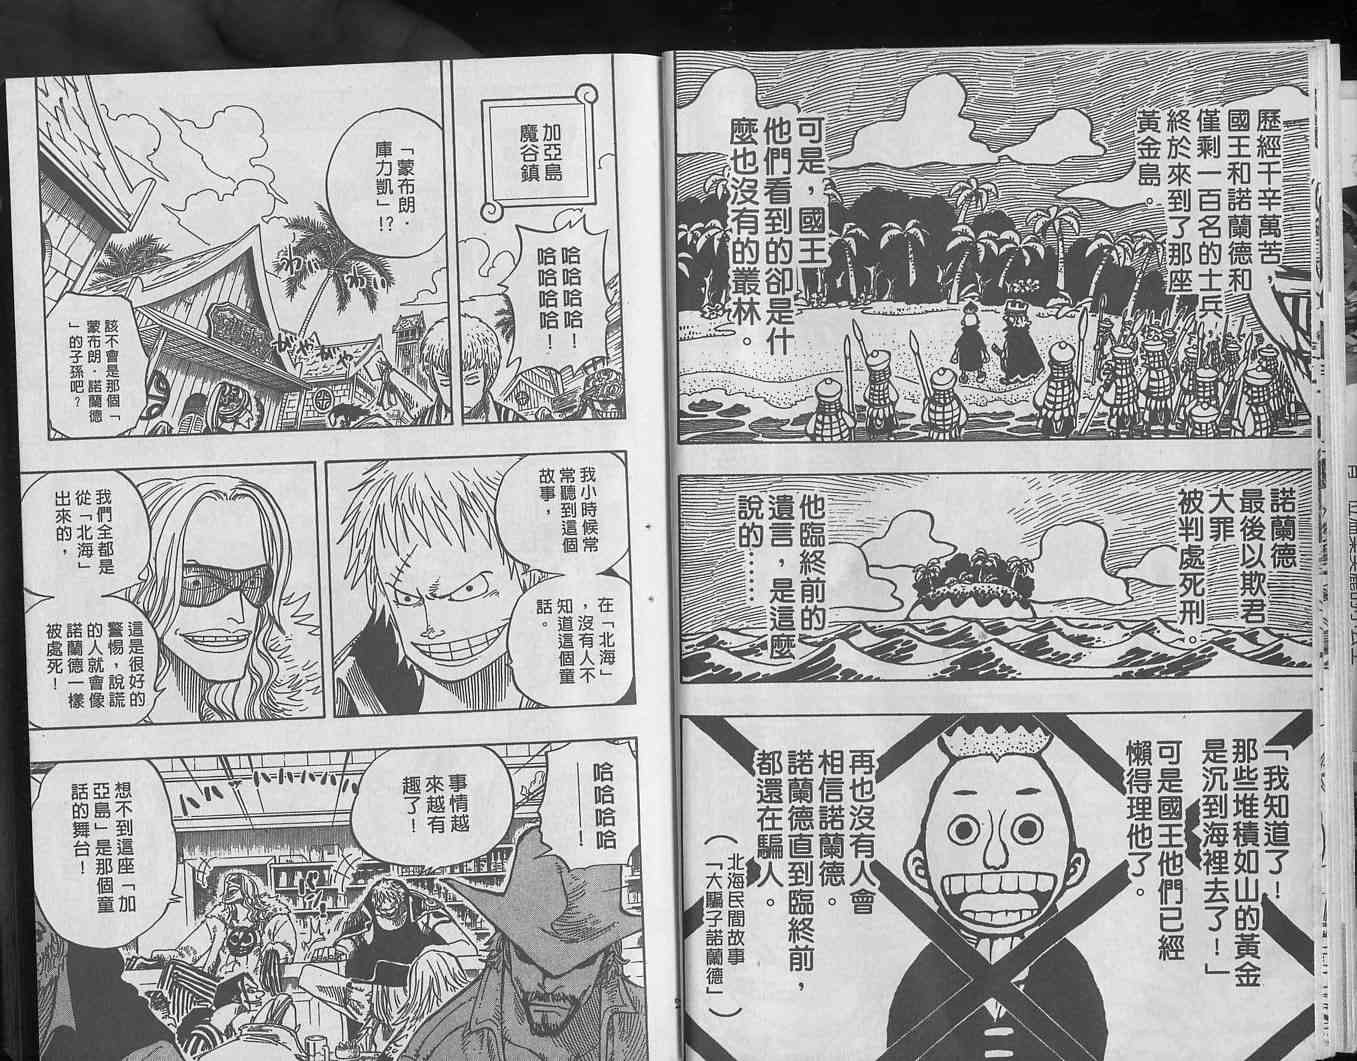 歷經千辛萬苦
國王和諾蘭德和
僅剩一百名的士兵，
終於來到了那座
黃金島。
可是，國王
他們看到的卻是什
麼也沒有的叢林。
諾蘭德
最後以欺君
大罪
被判處死刑。
他臨終前的
遺言，是這麼
說的……
「我知道了！
那些堆積如山的黃金
是沉到海裡去了！」
可是國王他們已經
懶得理他了。
再也沒有人會
相信諾蘭德。
諾蘭德直到臨終前，
都還在騙人。
（北海民間故事
「大騙子諾蘭德」）
加亞島
魔谷鎮
哈哈哈哈！
哈哈哈哈！
「蒙布朗．
庫力凱」!?
わい
わい
ガヤ
ガヤ
該不會是那個「
蒙布朗．諾蘭德
」的子孫吧？
我小時候常
常聽到這個
故事，
在「北海」
，沒有人不
知道這個童
話。
我們全都是
從「北海」
出來的，
這是很好的
警惕，說謊
的人就會像
諾蘭德一樣
被處死！
哈哈哈哈
——
事情越
來越有
趣了！
想不到這座「加
亞島」是那個童
話的舞台！